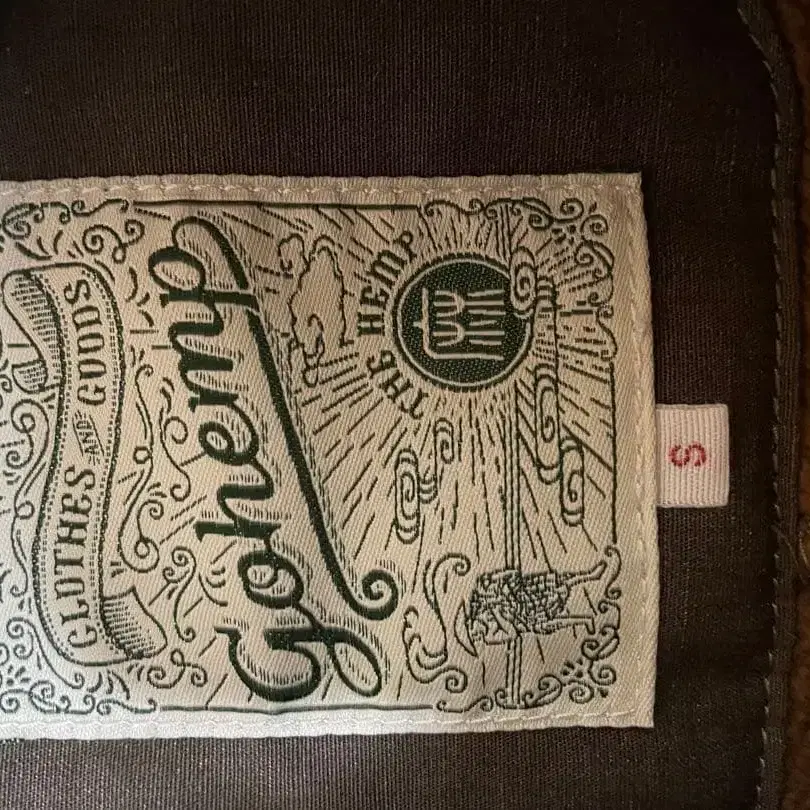 CLOTHES AND GOODS
gohemp
THE HEMP
S